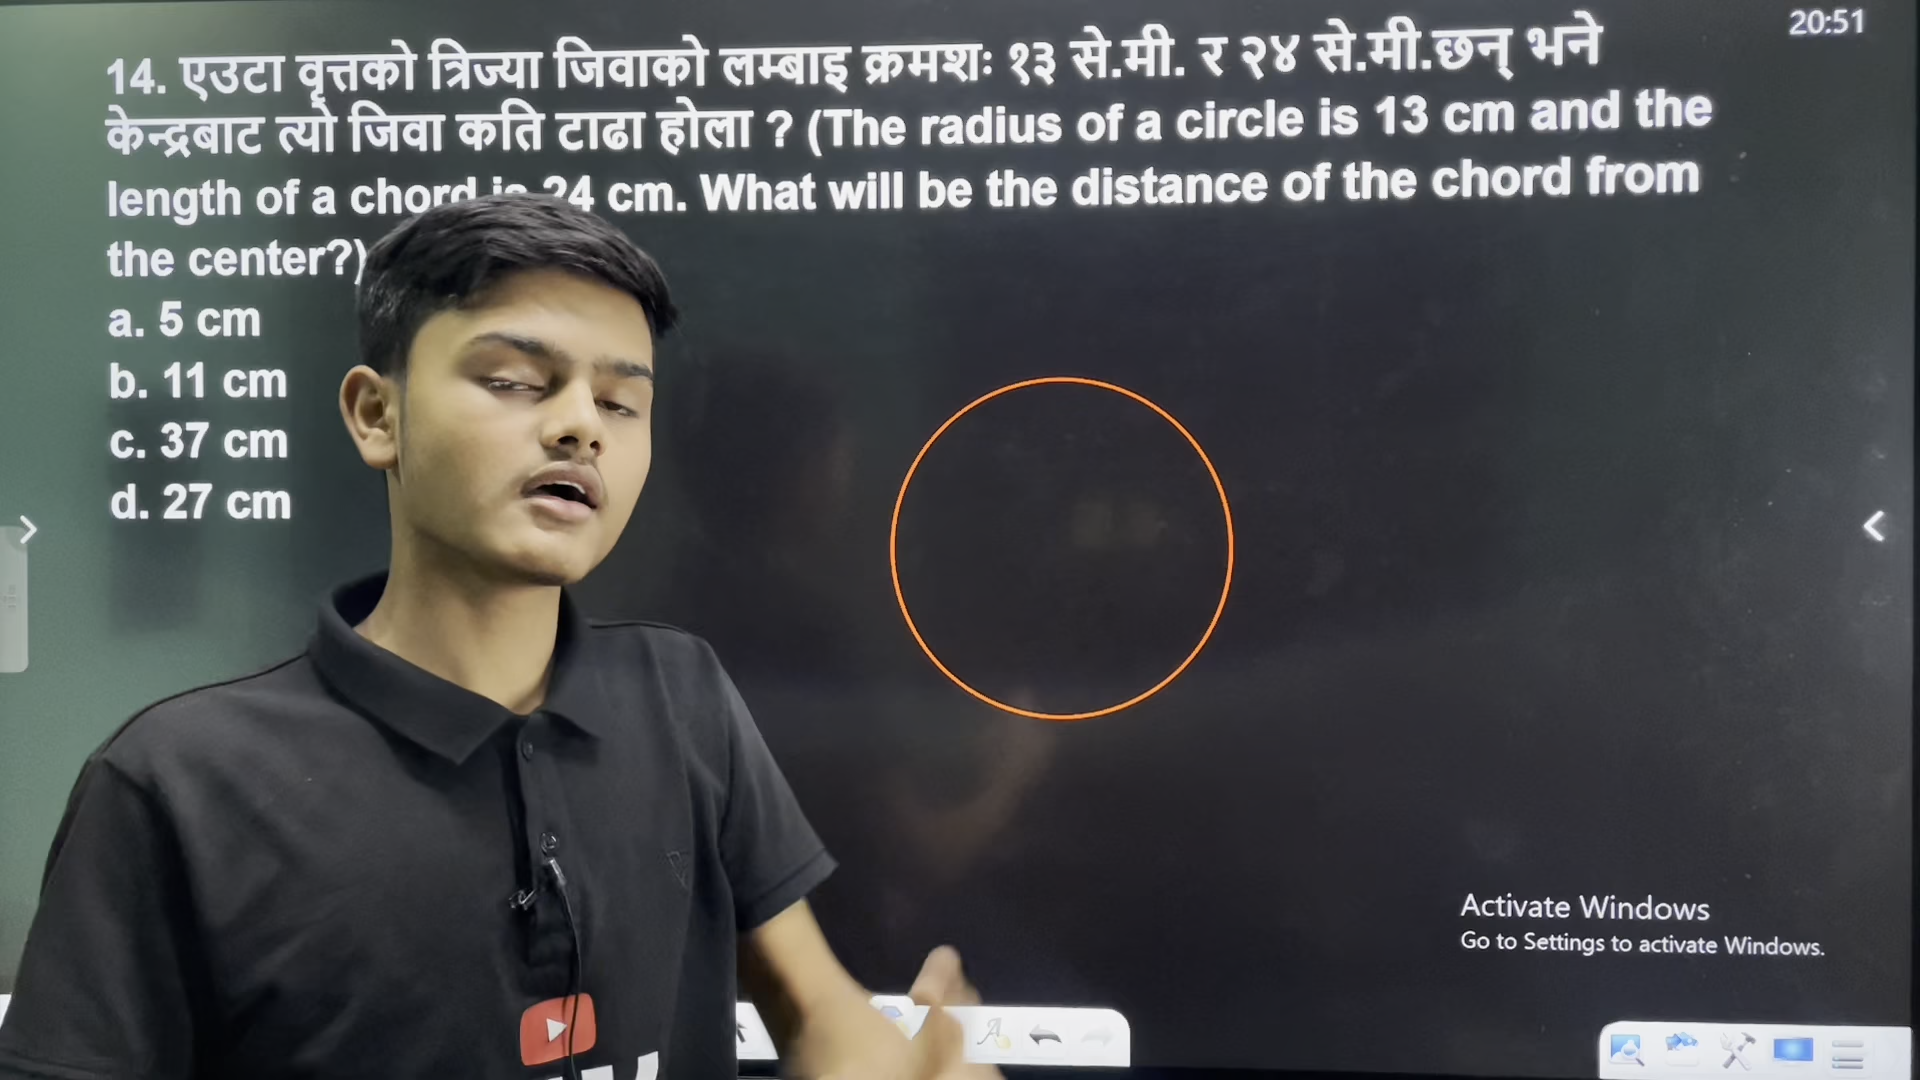 20:51
14. एउटा वृत्तको त्रिज्या जिवाको लम्बाइ क्रमशः १३ से.मी. र २४ से.मी.छन् भने
केन्द्रबाट त्यो जिवा कति टाढा होला ? (The radius of a circle is 13 cm and the
length of a chord is 24 cm. What will be the distance of the chord from
the center?)
a. 5 cm
b. 11 cm
c. 37 cm
d. 27 cm
Activate Windows
Go to Settings to activate Windows.